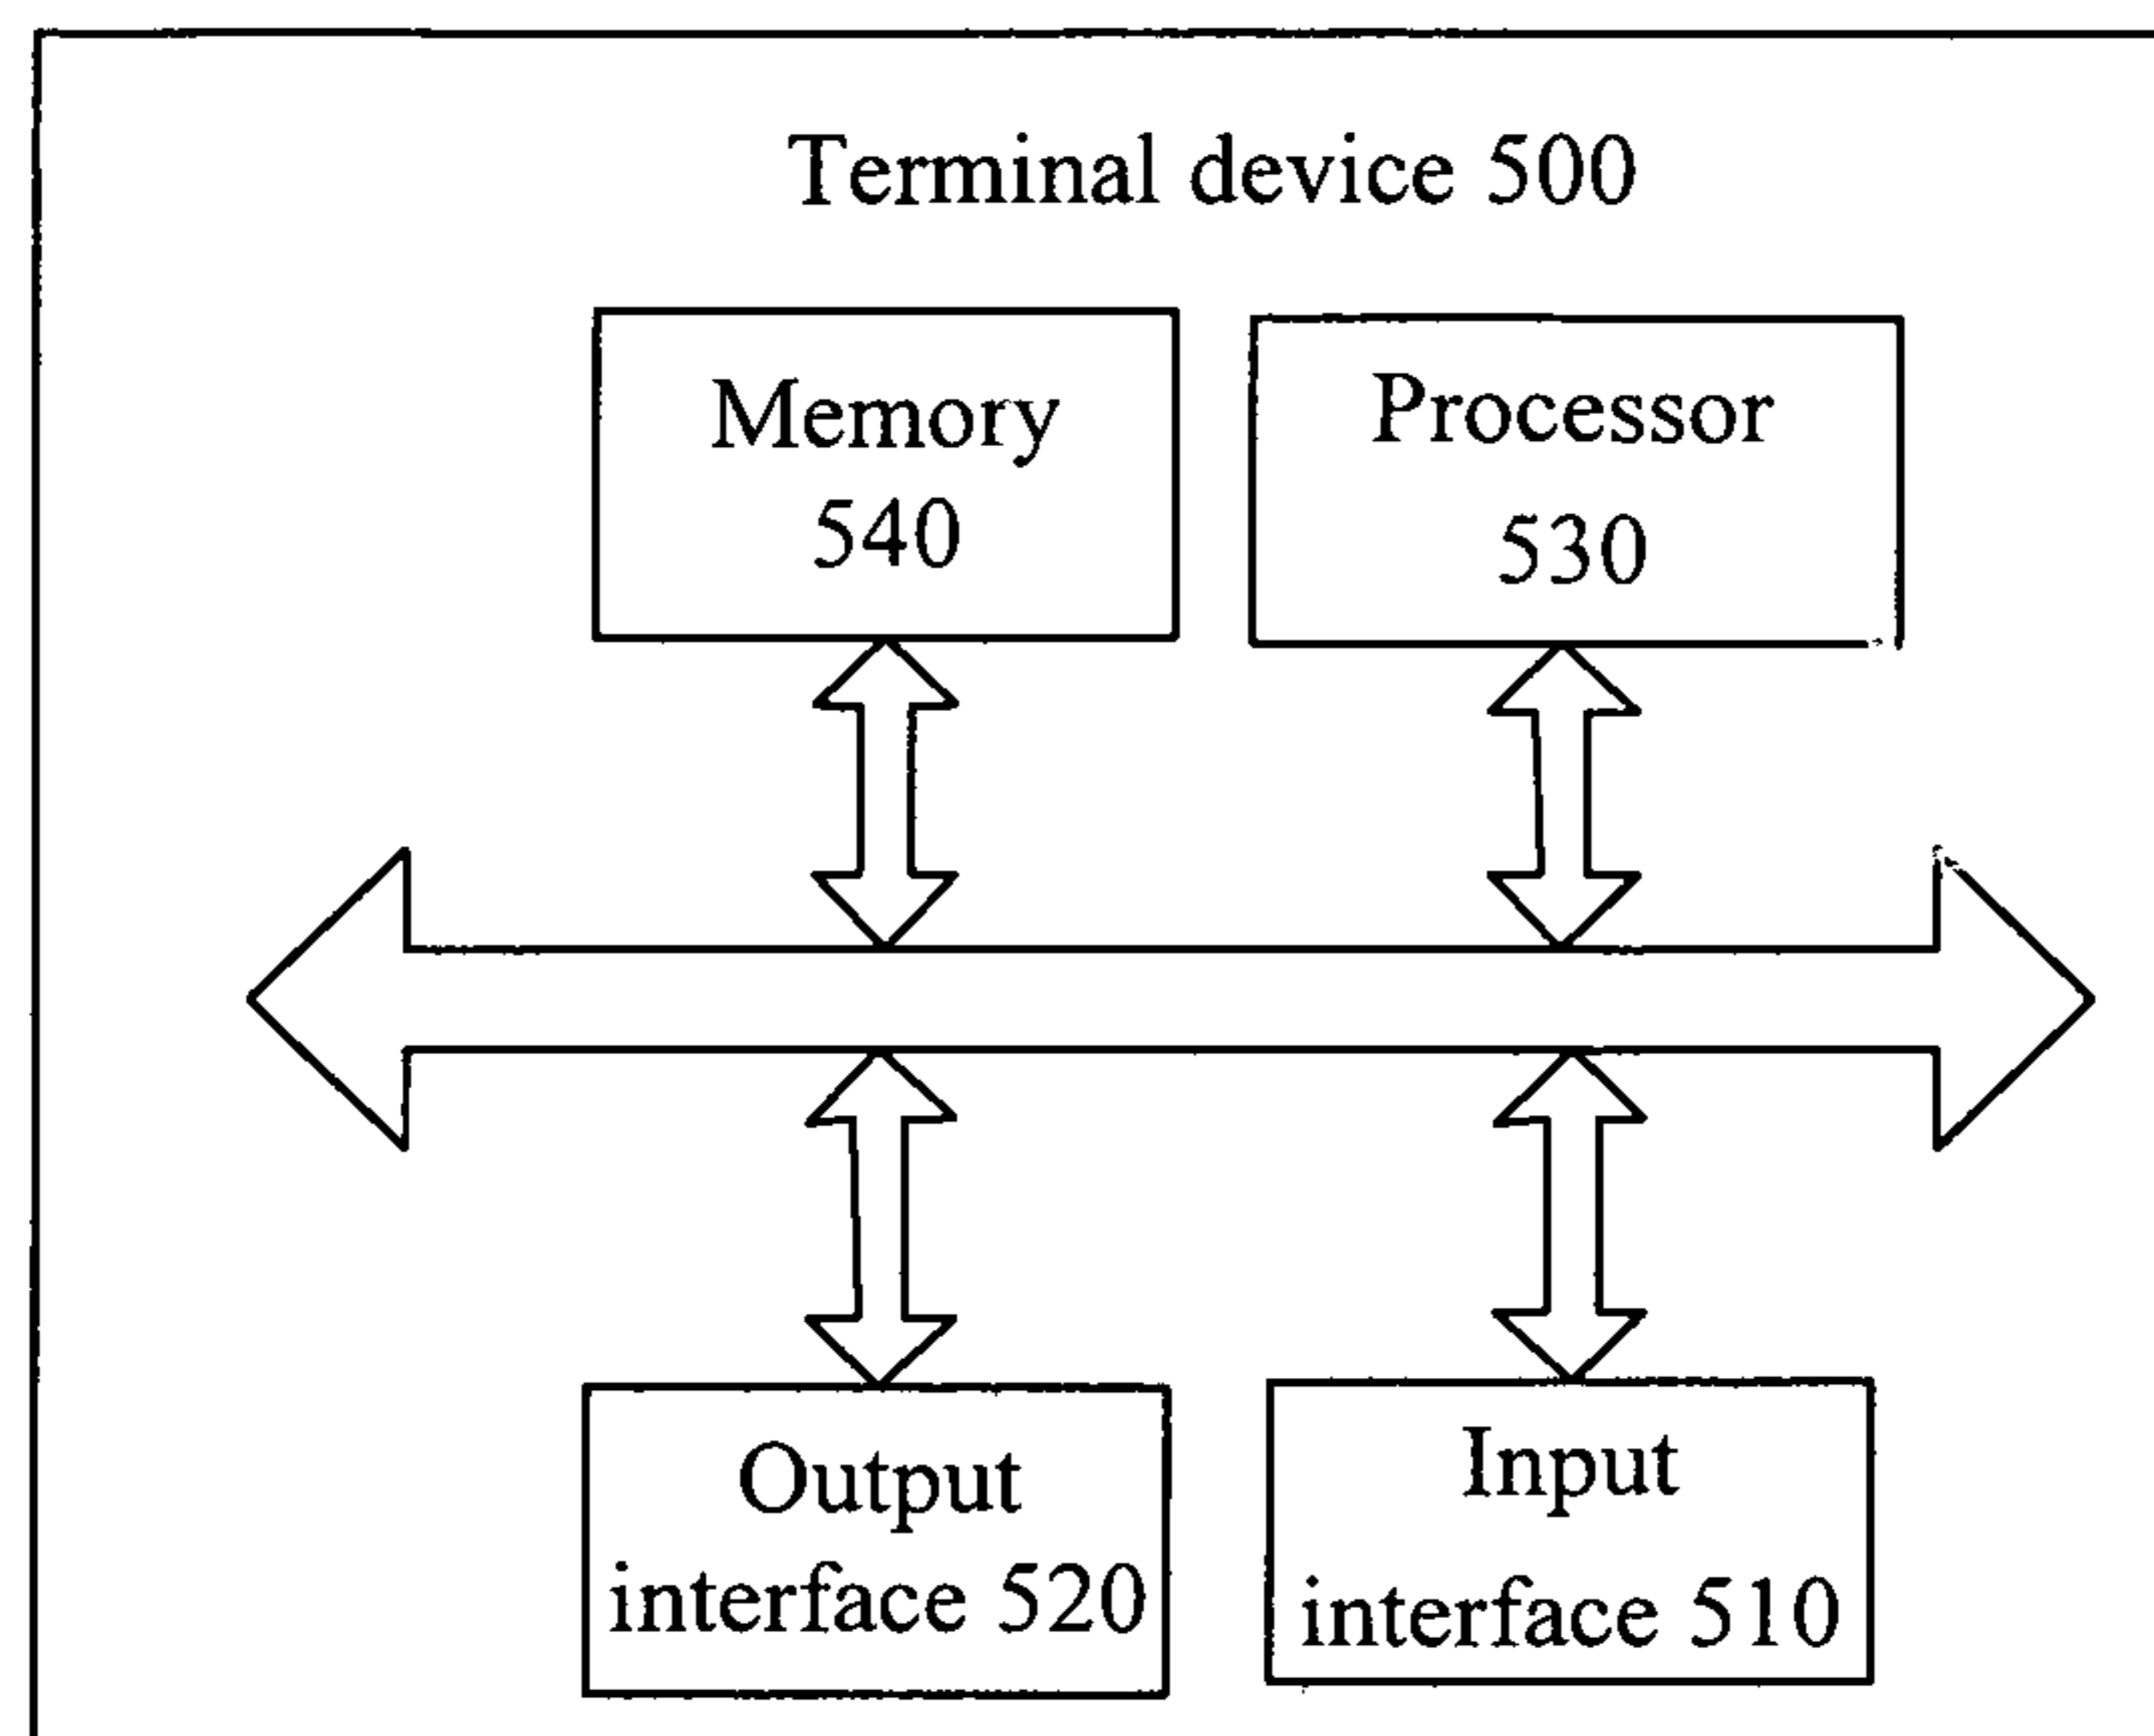 Terminal device 500
Memory
540
Processor
530
Output
interface 520
Input
interface 510